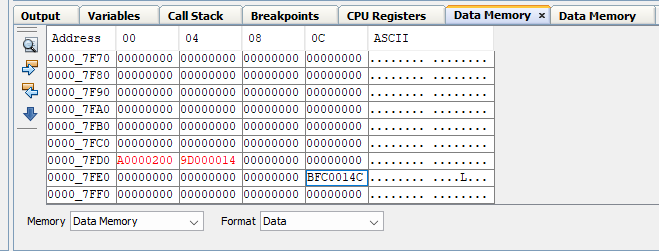 Output Variables Call Stack Breakpoints CPU Registers Data Memory × Data Memory
Address 00 04 08 0C ASCII
0000_7F70 00000000 00000000 00000000 00000000 ........ ........
0000_7F80 00000000 00000000 00000000 00000000 ........ ........
0000_7F90 00000000 00000000 00000000 00000000 ........ ........
0000_7FA0 00000000 00000000 00000000 00000000 ........ ........
0000_7FB0 00000000 00000000 00000000 00000000 ........ ........
0000_7FC0 00000000 00000000 00000000 00000000 ........ ........
0000_7FD0 A0000200 9D000014 00000000 00000000 ........ ........
0000_7FE0 00000000 00000000 00000000 BFC0014C ........ ....L...
0000_7FF0 00000000 00000000 00000000 00000000 ........ ........
Memory Data Memory Format Data